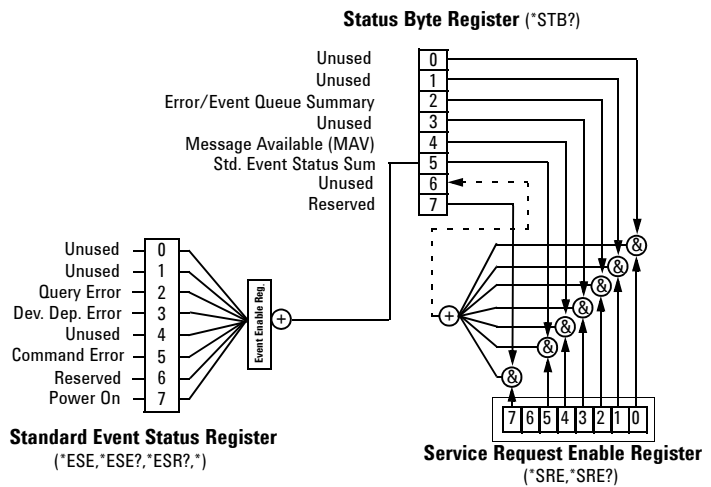 Status Byte Register (*STB?)
Unused 0
Unused 1
Error/Event Queue Summary 2
Unused 3
Message Available (MAV) 4
Std. Event Status Sum 5
Unused 6
Reserved 7
& & & & & & &
+
Unused 0
Unused 1
Query Error 2
Dev. Dep. Error 3
Unused 4
Command Error 5
Reserved 6
Power On 7
Event Enable Reg.
+
7 6 5 4 3 2 1 0
Standard Event Status Register
(*ESE,*ESE?,*ESR?,*)
Service Request Enable Register
(*SRE,*SRE?)